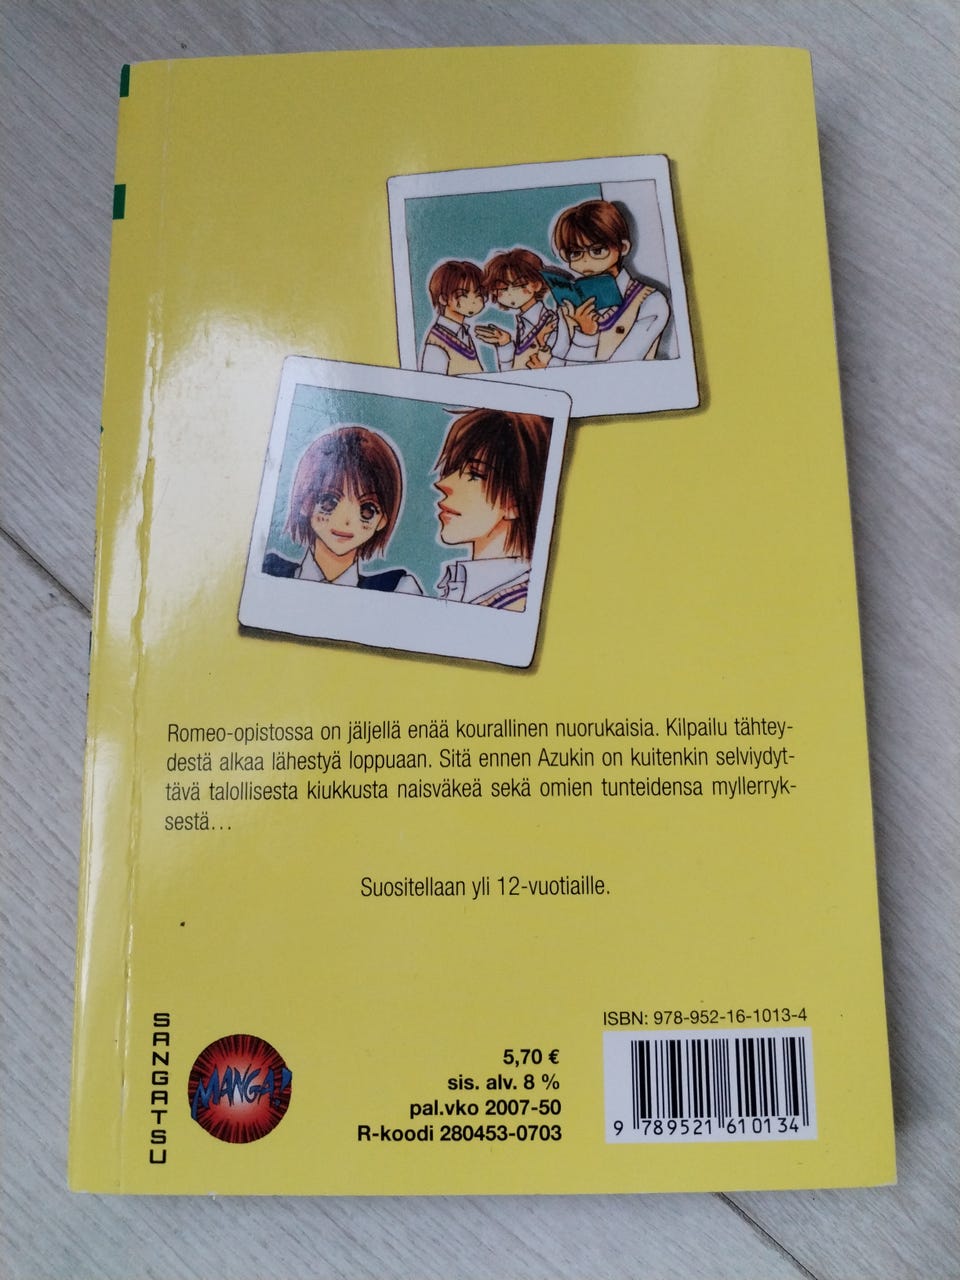 Romeo-opistossa on jäljellä enää kourallinen nuorukaisia. Kilpailu tähtey-
destä alkaa lähestyä loppuaan. Sitä ennen Azukin on kuitenkin selviydyt-
tävä talollisesta kiukkusta naisväkeä sekä omien tunteidensa myllerryk-
sestä...
Suositellaan yli 12-vuotiaille.
SANGATSU
MANGA!
5,70 €
sis. alv. 8 %
pal.vko 2007-50
R-koodi 280453-0703
ISBN: 978-952-16-1013-4
9 789521 610134